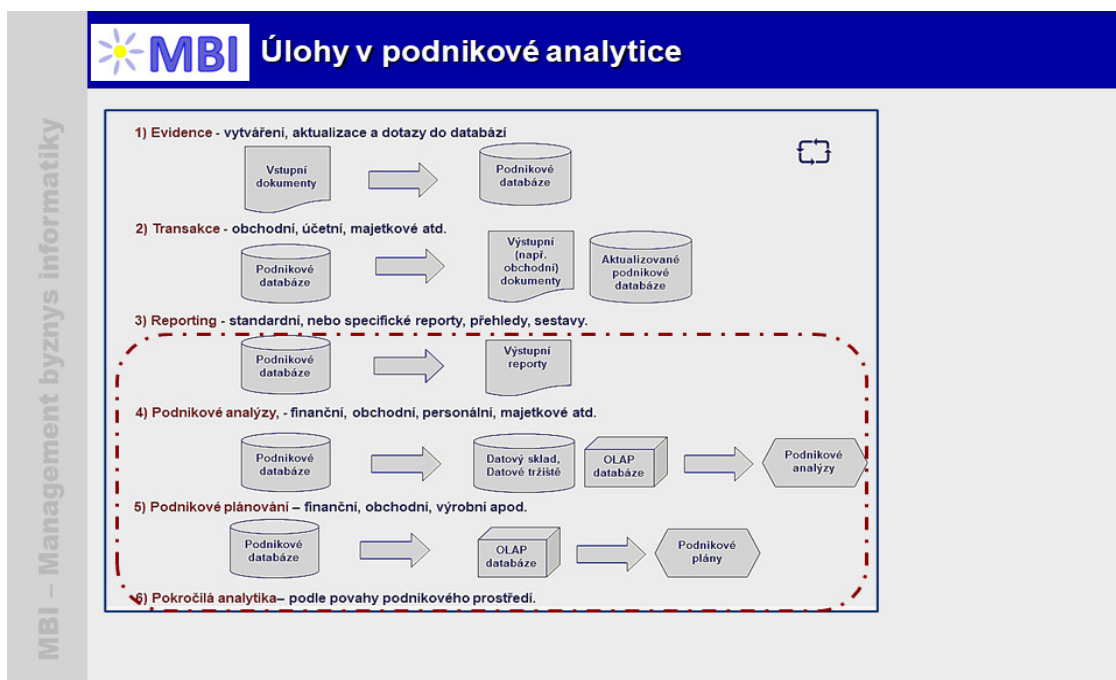 MBI
Úlohy v podnikové analytice
MBI – Management byznys informatiky
1) Evidence - vytváření, aktualizace a dotazy do databází
Vstupní
dokumenty
Podnikové
databáze
2) Transakce - obchodní, účetní, majetkové atd.
Podnikové
databáze
Výstupní
(např.
obchodní)
dokumenty
Aktualizované
podnikové
databáze
3) Reporting - standardní, nebo specifické reporty, přehledy, sestavy.
Podnikové
databáze
Výstupní
reporty
4) Podnikové analýzy, - finanční, obchodní, personální, majetkové atd.
Podnikové
databáze
Datový sklad,
Datové tržiště
OLAP
databáze
Podnikové
analýzy
5) Podnikové plánování – finanční, obchodní, výrobní apod.
Podnikové
databáze
OLAP
databáze
Podnikové
plány
6) Pokročilá analytika– podle povahy podnikového prostředí.